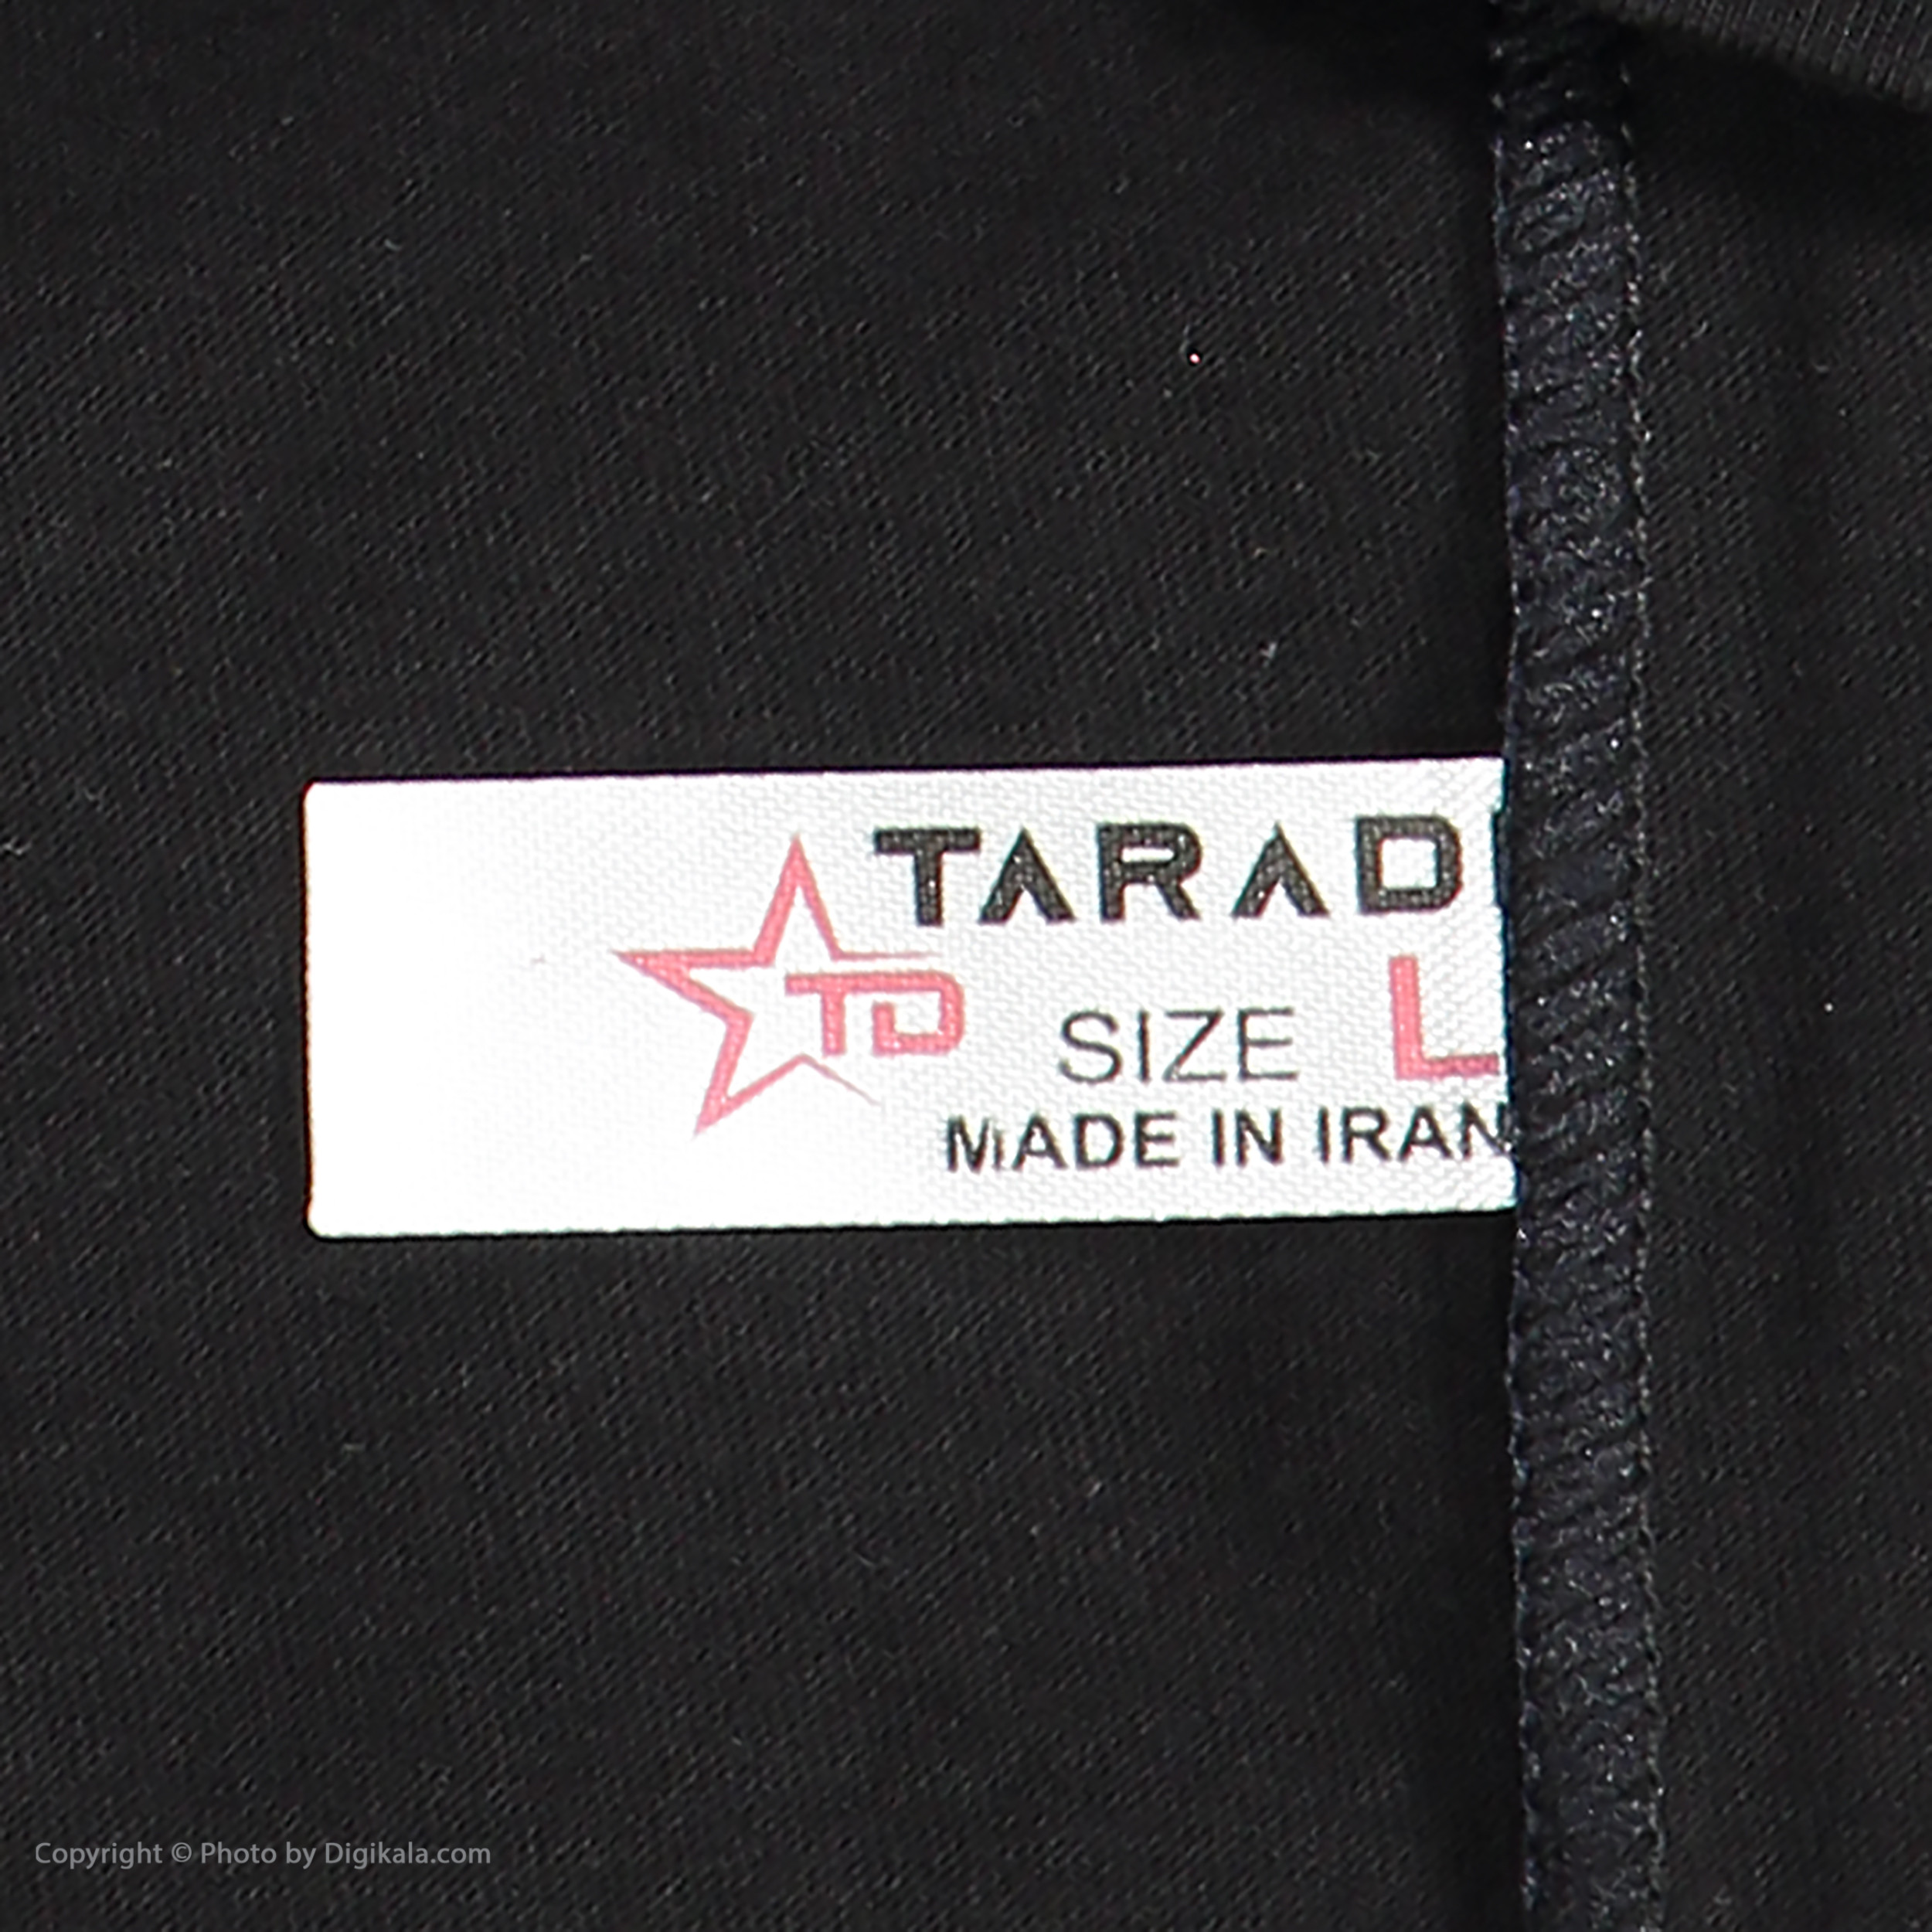 TARAD
TD
SIZE L
MADE IN IRAN
Copyright © Photo by Digikala.com